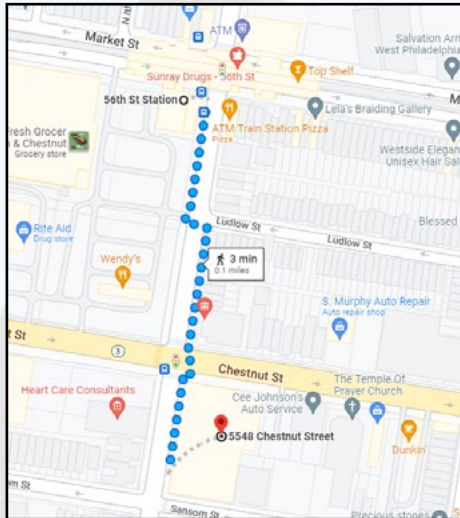 Market St
ATM
Salvation Arm
West Philadelphia
Sunray Drugs - 56th St
Top Shelf
56th St Station
Lela's Braiding Gallery
ATM Train Station Pizza
Pizza
Fresh Grocer
n & Chestnut
Grocery store
Westside Elegan
Unisex Hair Sal
Ludlow St
Ludlow St
Blessed
Rite Aid
Drug store
Wendy's
3 min
0.1 miles
S. Murphy Auto Repair
Auto repair shop
t St
3
Chestnut St
Heart Care Consultants
Cee Johnson's
Auto Service
The Temple Of
Prayer Church
5548 Chestnut Street
Dunkin'
Sansom St
Precious stones